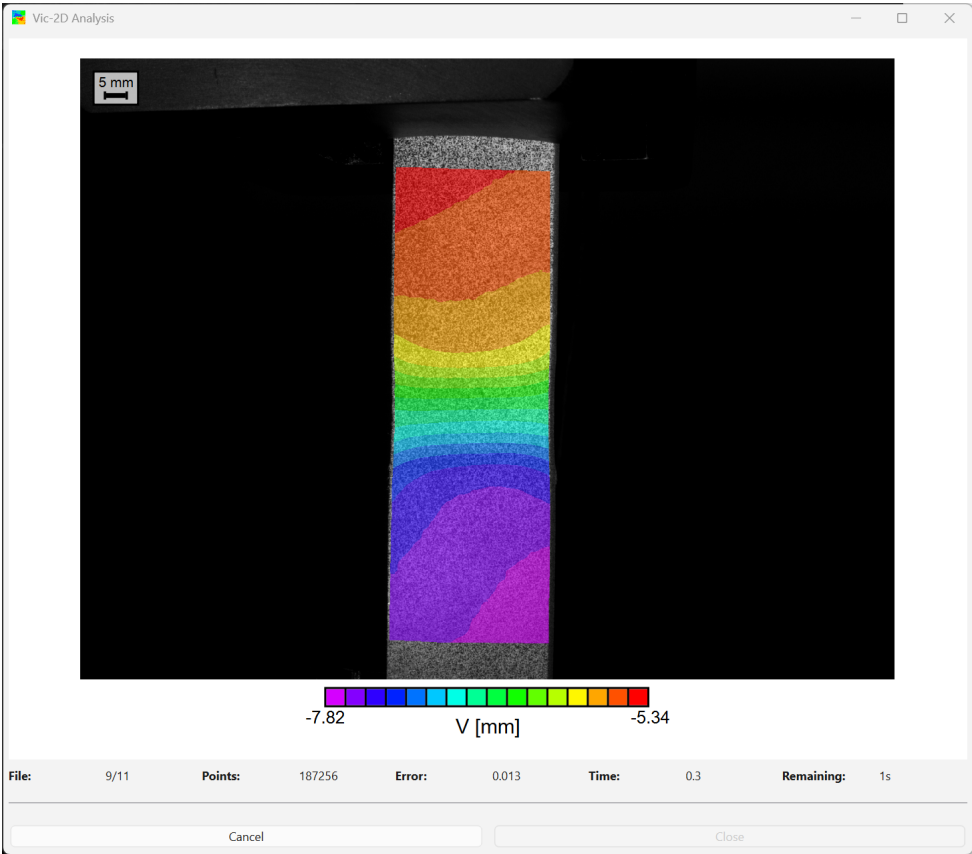 Vic-2D Analysis
5 mm
-7.82
-5.34
V [mm]
File: 9/11 Points: 187256 Error: 0.013 Time: 0.3 Remaining: 1s
Cancel Close